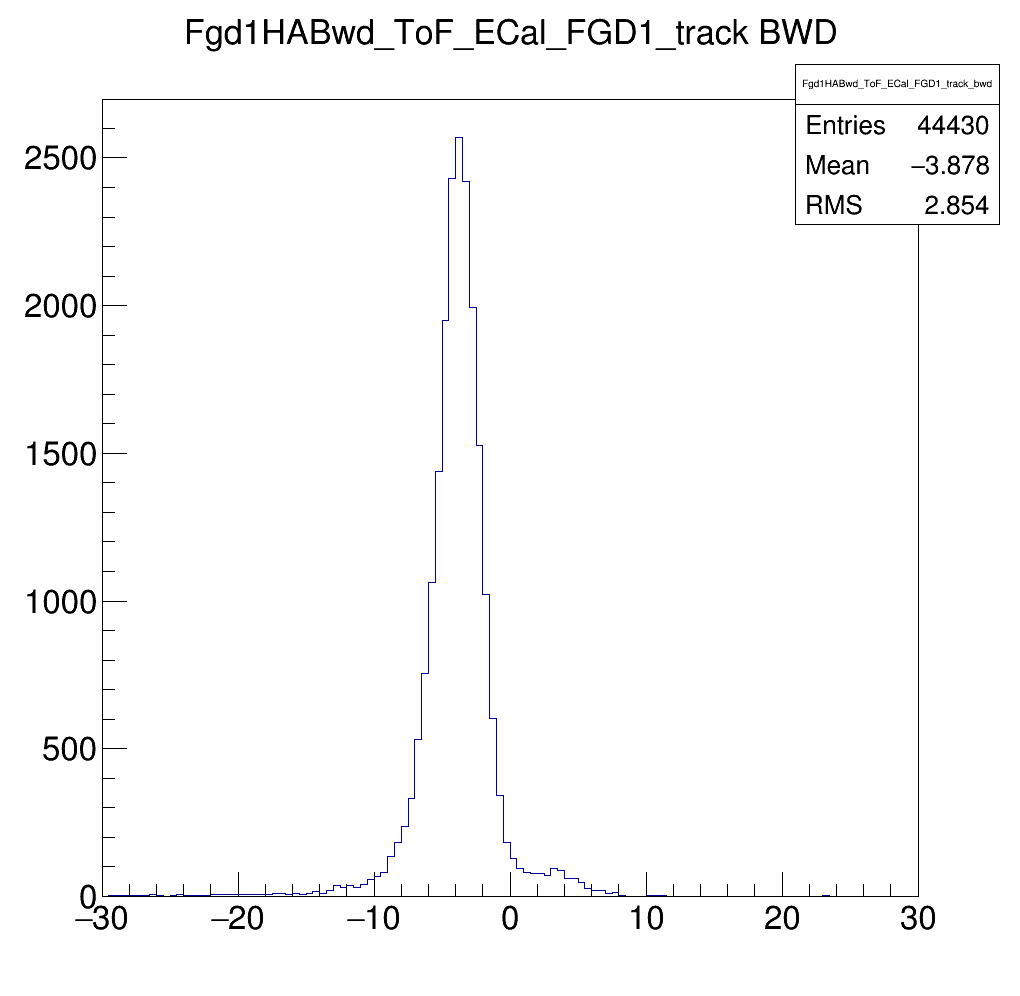 Fgd1HABwd_ToF_ECal_FGD1_track BWD
Fgd1HABwd_ToF_ECal_FGD1_track_bwd
Entries 44430
Mean −3.878
RMS 2.854
2500
2000
1500
1000
500
0
−30 −20 −10 0 10 20 30